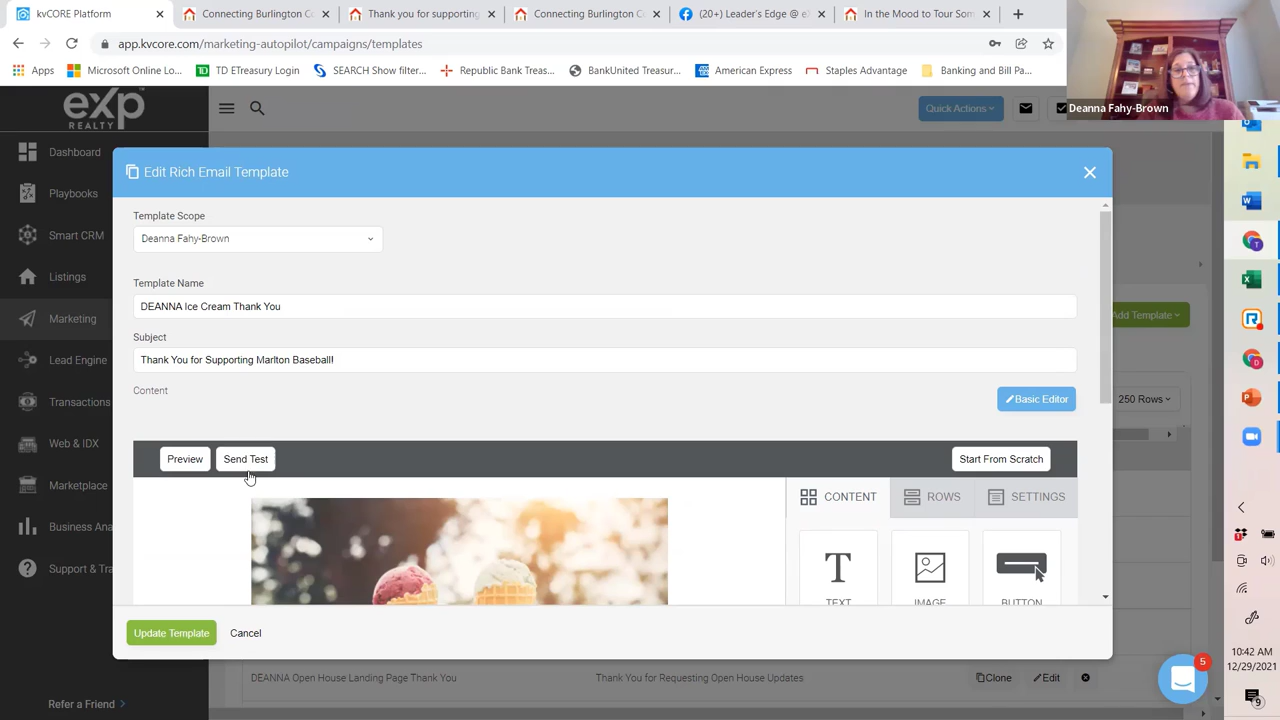 kvCORE Platform
Connecting Burlington C
Thank you for supporting
Connecting Burlington C
(20+) Leader's Edge @ e
In the Mood to Tour Som
app.kvcore.com/marketing-autopilot/campaigns/templates
Apps
Microsoft Online Lo...
TD ETreasury Login
SEARCH Show filter...
Republic Bank Treas...
BankUnited Treasur...
American Express
Staples Advantage
Banking and Bill Pa...
Deanna Fahy-Brown
exp
REALTY
Quick Actions
Dashboard
Playbooks
Smart CRM
Listings
Marketing
Lead Engine
Transactions
Web & IDX
Marketplace
Business Ana
Support & Tra
Refer a Friend
Edit Rich Email Template
Template Scope
Deanna Fahy-Brown
Template Name
DEANNA Ice Cream Thank You
Add Template
Subject
Thank You for Supporting Marlton Baseball!
Content
Basic Editor
250 Rows
Preview
Send Test
Start From Scratch
CONTENT
ROWS
SETTINGS
TEXT
IMAGE
BUTTON
Update Template
Cancel
DEANNA Open House Landing Page Thank You
Thank You for Requesting Open House Updates
Clone
Edit
5
10:42 AM
12/29/2021
9